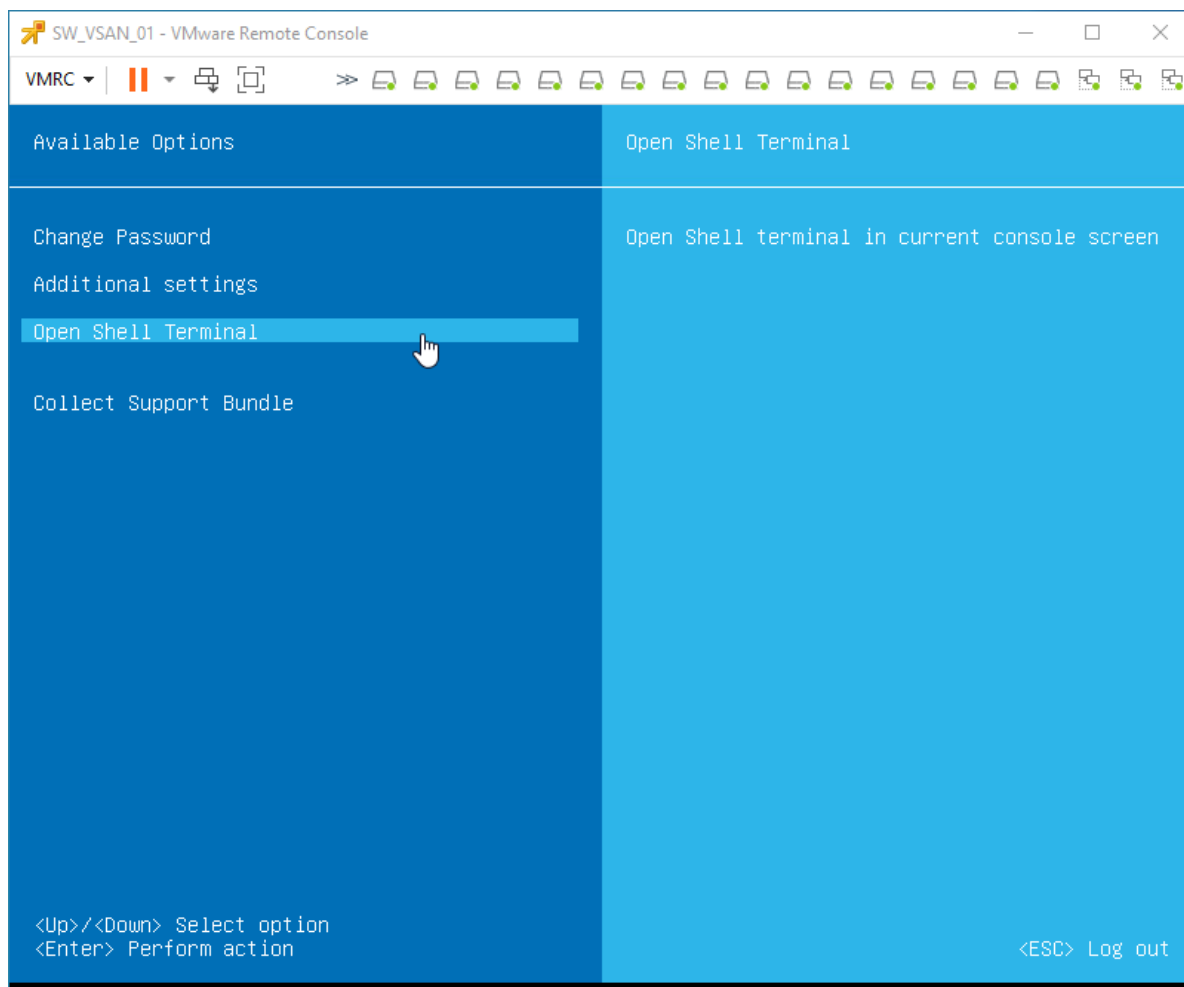 SW_VSAN_01 - VMware Remote Console
VMRC
Available Options
Open Shell Terminal
Change Password
Open Shell terminal in current console screen
Additional settings
Open Shell Terminal
Collect Support Bundle
<Up>/<Down> Select option
<Enter> Perform action
<ESC> Log out